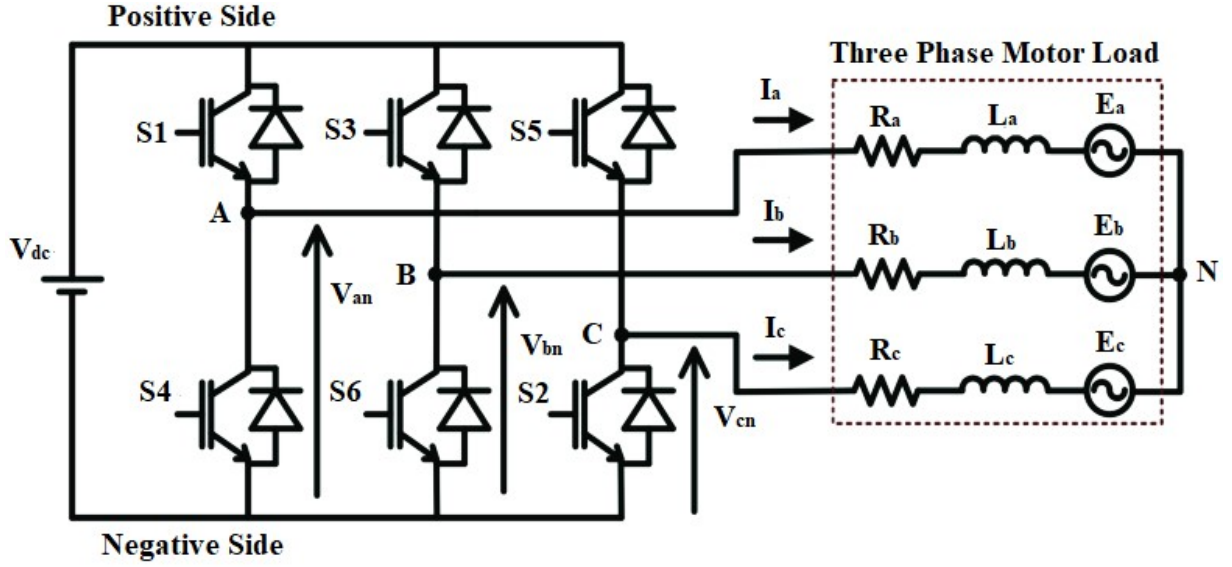 Positive Side
Three Phase Motor Load
Ia
Ra
La
Ea
S1
S3
S5
A
Ib
Rb
Lb
Eb
Vdc
Van
B
N
Vbn
C
Ic
Rc
Lc
Ec
S4
S6
S2
Vcn
Negative Side